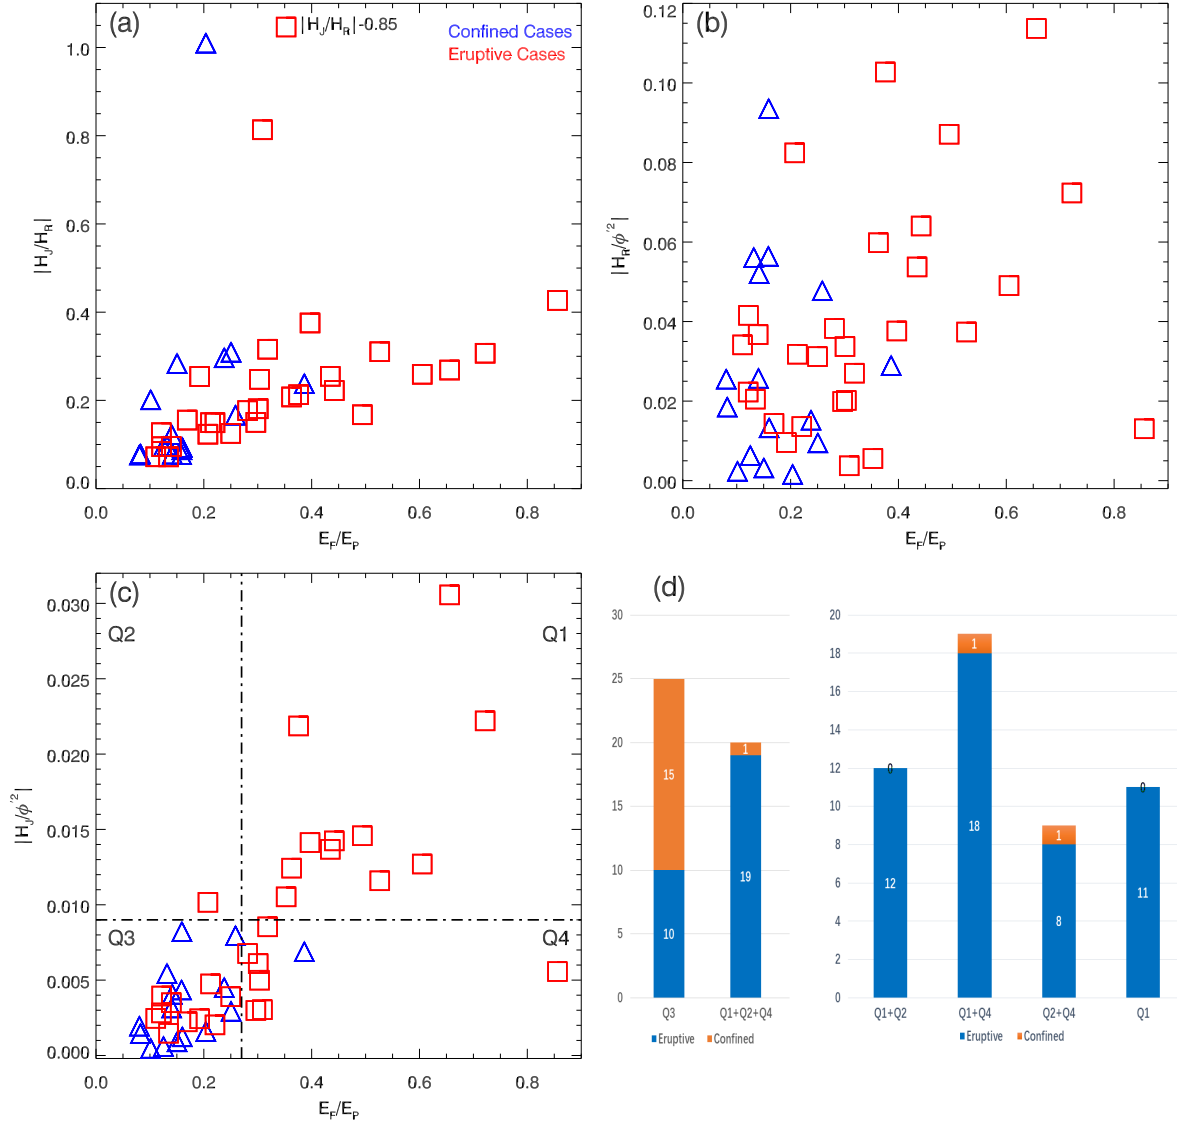 (a)
|H_J/H_R|-0.85
Confined Cases
Eruptive Cases
1.0
0.8
0.6
0.4
0.2
0.0
|H_J/H_R|
0.0 0.2 0.4 0.6 0.8
E_F/E_P
(b)
0.12
0.10
0.08
0.06
0.04
0.02
0.00
|H_R/ϕ'²|
0.0 0.2 0.4 0.6 0.8
E_F/E_P
(c)
Q2
Q1
Q3
Q4
0.030
0.025
0.020
0.015
0.010
0.005
0.000
|H_J/ϕ'²|
0.0 0.2 0.4 0.6 0.8
E_F/E_P
(d)
30
25
20
15
10
5
0
15
10
1
19
Q3 Q1+Q2+Q4
Eruptive Confined
20
18
16
14
12
10
8
6
4
2
0
0
12
1
18
1
8
0
11
Q1+Q2 Q1+Q4 Q2+Q4 Q1
Eruptive Confined